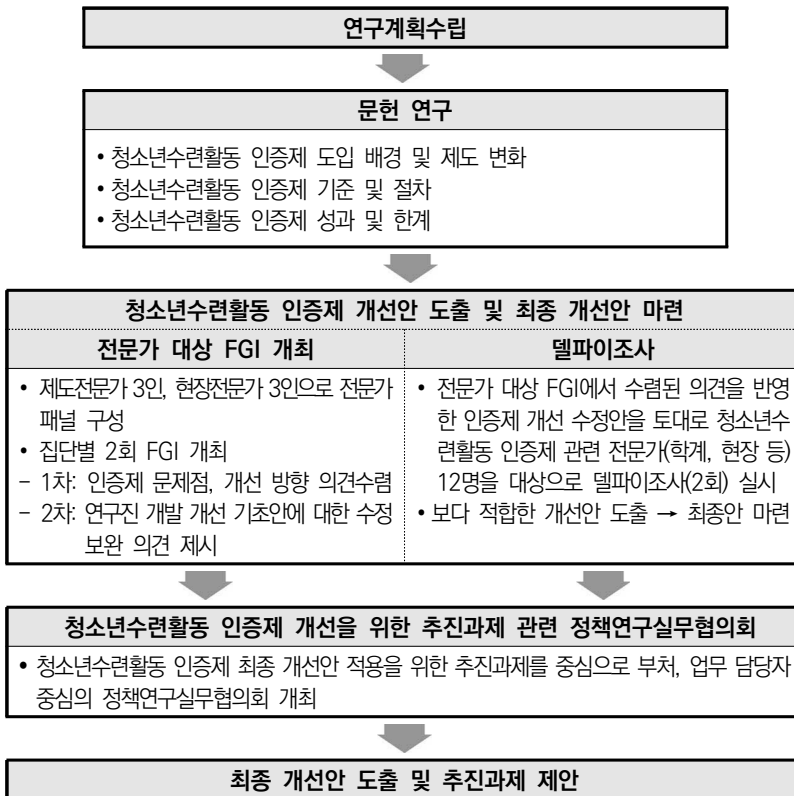 연구계획수립
문헌 연구
• 청소년수련활동 인증제 도입 배경 및 제도 변화
• 청소년수련활동 인증제 기준 및 절차
• 청소년수련활동 인증제 성과 및 한계
청소년수련활동 인증제 개선안 도출 및 최종 개선안 마련
전문가 대상 FGI 개최
• 제도전문가 3인, 현장전문가 3인으로 전문가
패널 구성
• 집단별 2회 FGI 개최
- 1차: 인증제 문제점, 개선 방향 의견수렴
- 2차: 연구진 개발 개선 기초안에 대한 수정
보완 의견 제시
델파이조사
• 전문가 대상 FGI에서 수렴된 의견을 반영
한 인증제 개선 수정안을 토대로 청소년수
련활동 인증제 관련 전문가(학계, 현장 등)
12명을 대상으로 델파이조사(2회) 실시
• 보다 적합한 개선안 도출 → 최종안 마련
청소년수련활동 인증제 개선을 위한 추진과제 관련 정책연구실무협의회
• 청소년수련활동 인증제 최종 개선안 적용을 위한 추진과제를 중심으로 부처, 업무 담당자
중심의 정책연구실무협의회 개최
최종 개선안 도출 및 추진과제 제안